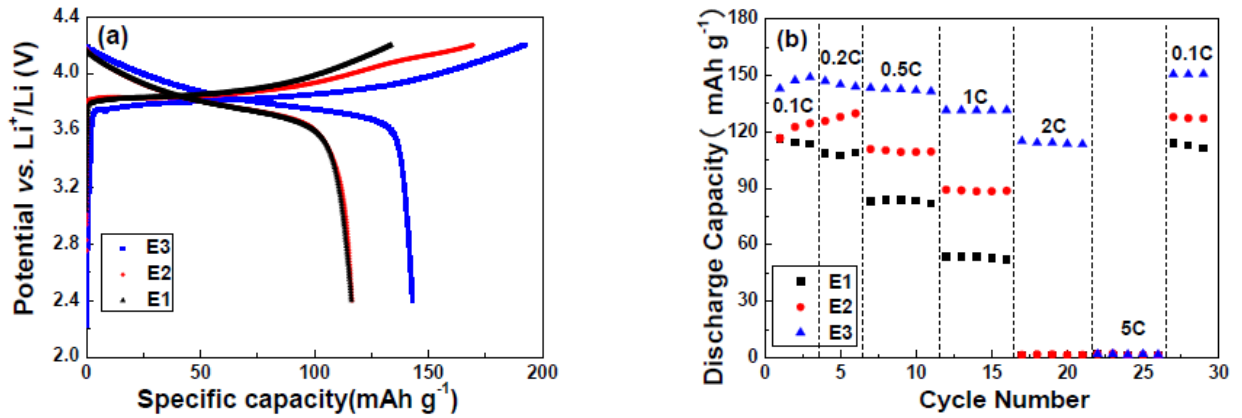 (a)
4.4
4.0
3.6
3.2
2.8
2.4
2.0
Potential vs. Li⁺/Li (V)
E3
E2
E1
0 50 100 150 200
Specific capacity(mAh g⁻¹)
(b)
180
150
120
90
60
30
0
Discharge Capacity( mAh g⁻¹)
0.1C
0.2C
0.5C
1C
2C
5C
0.1C
E1
E2
E3
0 5 10 15 20 25 30
Cycle Number